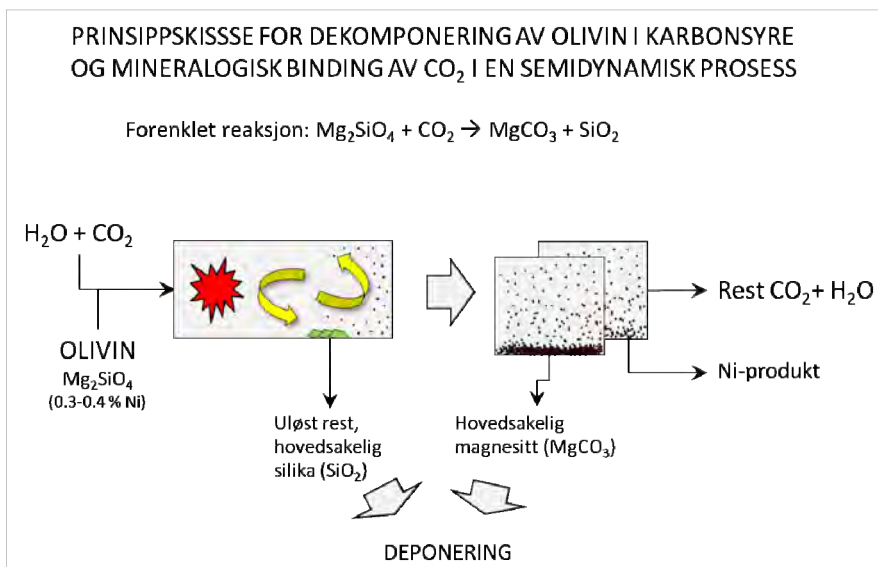 PRINSIPPSKISSSE FOR DEKOMPONERING AV OLIVIN I KARBONSYRE
OG MINERALOGISK BINDING AV CO₂ I EN SEMIDYNAMISK PROSESS
Forenklet reaksjon: Mg₂SiO₄ + CO₂ → MgCO₃ + SiO₂
H₂O + CO₂
OLIVIN
Mg₂SiO₄
(0.3-0.4 % Ni)
Uløst rest,
hovedsakelig
silika (SiO₂)
Hovedsakelig
magnesitt (MgCO₃)
Rest CO₂+ H₂O
Ni-produkt
DEPONERING